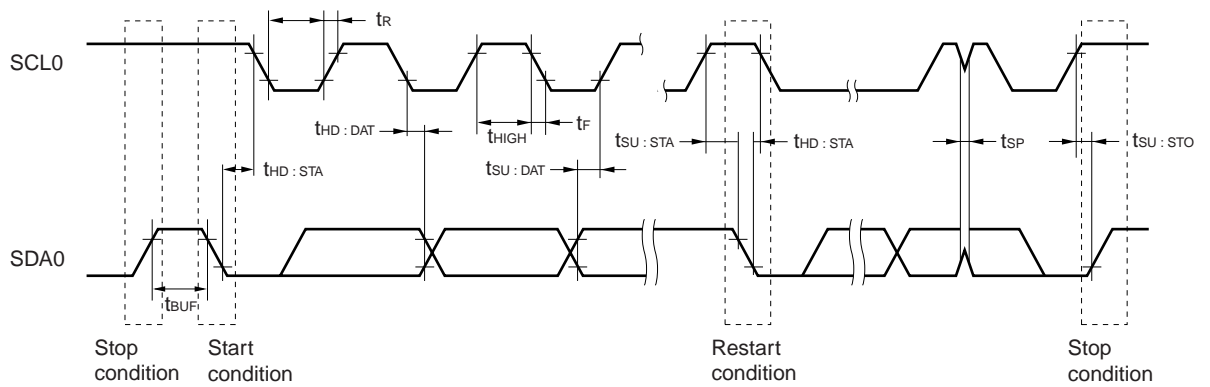 tR
SCL0
tHD : DAT
tHIGH
tF
tSU : STA
tHD : STA
tSP
tSU : STO
tHD : STA
tSU : DAT
SDA0
tBUF
Stop
condition
Start
condition
Restart
condition
Stop
condition